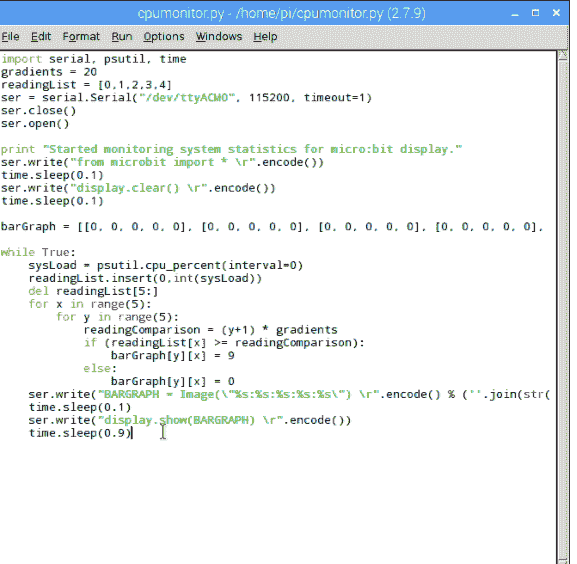 cpumonitor.py - /home/pi/cpumonitor.py (2.7.9)
File Edit Format Run Options Windows Help
import serial, psutil, time
gradients = 20
readingList = [0,1,2,3,4]
ser = serial.Serial("/dev/ttyACM0", 115200, timeout=1)
ser.close()
ser.open()

print "Started monitoring system statistics for micro:bit display."
ser.write("from microbit import * \r".encode())
time.sleep(0.1)
ser.write("display.clear() \r".encode())
time.sleep(0.1)

barGraph = [[0, 0, 0, 0, 0], [0, 0, 0, 0, 0], [0, 0, 0, 0, 0], [0, 0, 0, 0, 0],

while True:
    sysLoad = psutil.cpu_percent(interval=0)
    readingList.insert(0,int(sysLoad))
    del readingList[5:]
    for x in range(5):
        for y in range(5):
            readingComparison = (y+1) * gradients
            if (readingList[x] >= readingComparison):
                barGraph[y][x] = 9
            else:
                barGraph[y][x] = 0
    ser.write("BARGRAPH = Image(\"%s:%s:%s:%s:%s\") \r".encode() % (''.join(str(
    time.sleep(0.1)
    ser.write("display.show(BARGRAPH) \r".encode())
    time.sleep(0.9)